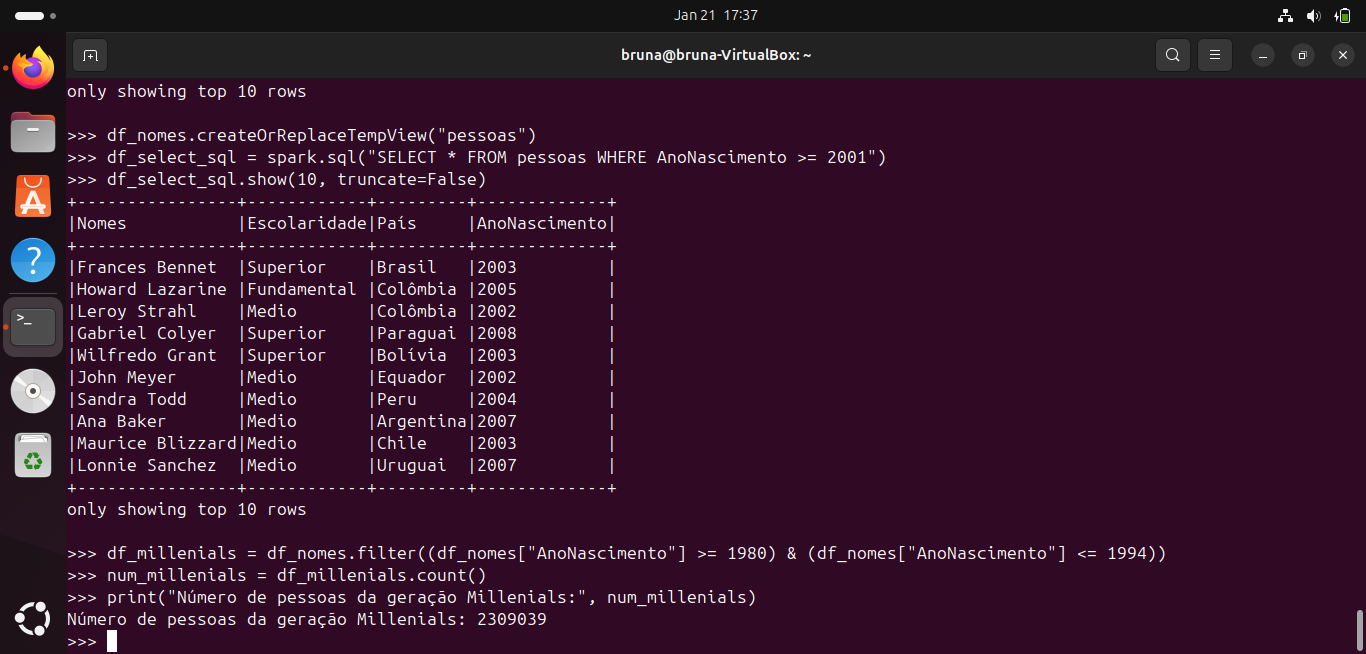 Jan 21  17:37
bruna@bruna-VirtualBox: ~
only showing top 10 rows
>>> df_nomes.createOrReplaceTempView("pessoas")
>>> df_select_sql = spark.sql("SELECT * FROM pessoas WHERE AnoNascimento >= 2001")
>>> df_select_sql.show(10, truncate=False)
+----------------+------------+---------+-------------+
|Nomes           |Escolaridade|País     |AnoNascimento|
+----------------+------------+---------+-------------+
|Frances Bennet  |Superior    |Brasil   |2003         |
|Howard Lazarine |Fundamental |Colômbia |2005         |
|Leroy Strahl    |Medio       |Colômbia |2002         |
|Gabriel Colyer  |Superior    |Paraguai |2008         |
|Wilfredo Grant  |Superior    |Bolívia  |2003         |
|John Meyer      |Medio       |Equador  |2002         |
|Sandra Todd     |Medio       |Peru     |2004         |
|Ana Baker       |Medio       |Argentina|2007         |
|Maurice Blizzard|Medio       |Chile    |2003         |
|Lonnie Sanchez  |Medio       |Uruguai  |2007         |
+----------------+------------+---------+-------------+
only showing top 10 rows
>>> df_millenials = df_nomes.filter((df_nomes["AnoNascimento"] >= 1980) & (df_nomes["AnoNascimento"] <= 1994))
>>> num_millenials = df_millenials.count()
>>> print("Número de pessoas da geração Millenials:", num_millenials)
Número de pessoas da geração Millenials: 2309039
>>>